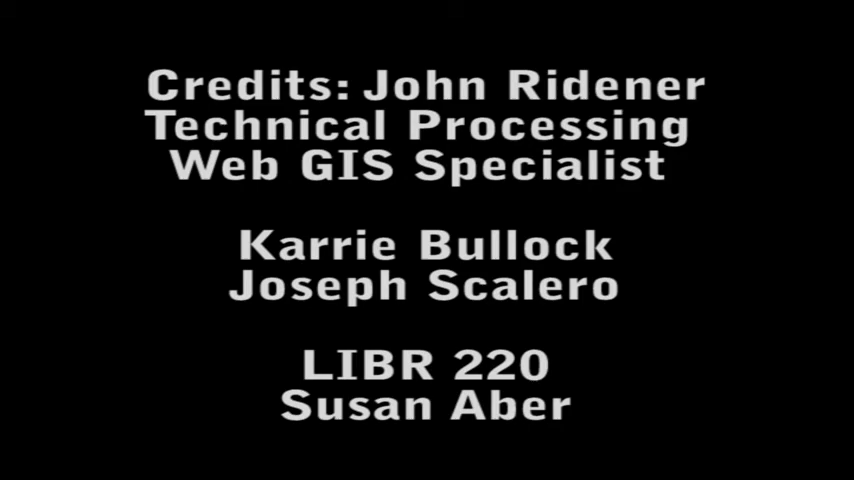 Credits: John Ridener
Technical Processing
Web GIS Specialist
Karrie Bullock
Joseph Scalero
LIBR 220
Susan Aber